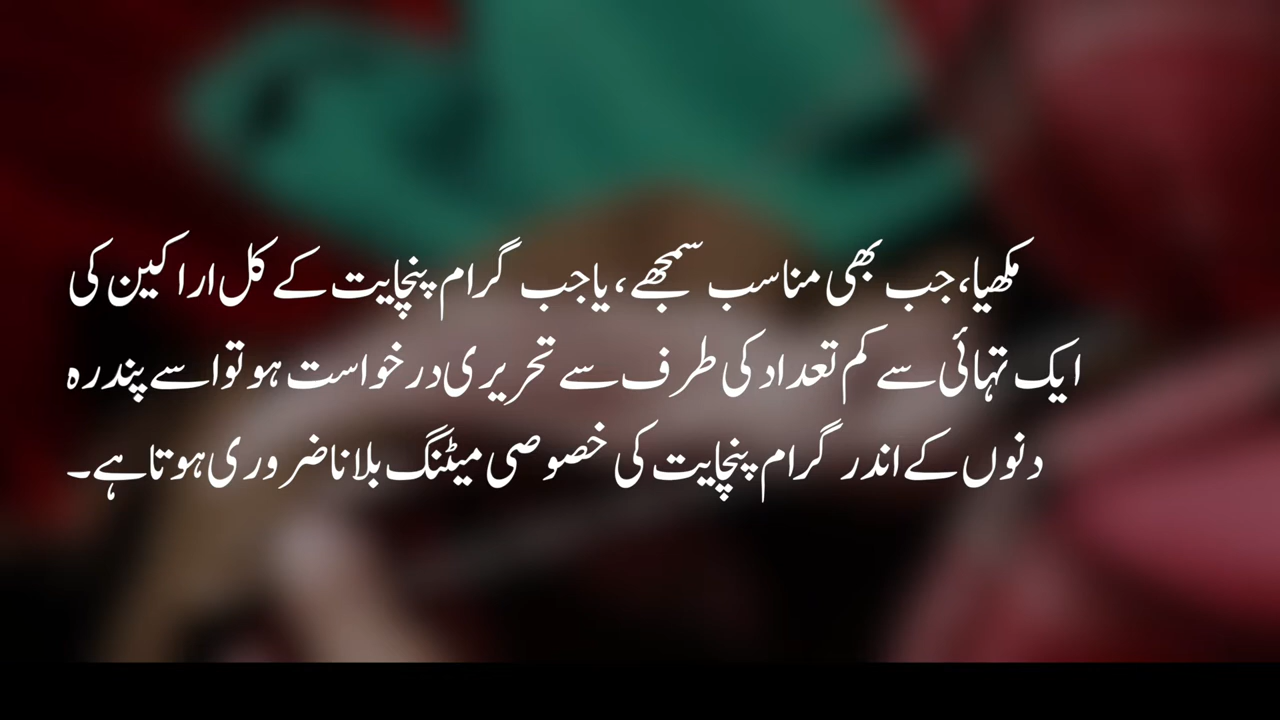 مکھیا، جب بھی مناسب سمجھے، یا جب گرام پنچایت کے کل اراکین کی
ایک تہائی سے کم تعداد کی طرف سے تحریری درخواست ہو تو اسے پندرہ
دنوں کے اندر گرام پنچایت کی خصوصی میٹنگ بلانا ضروری ہوتا ہے۔